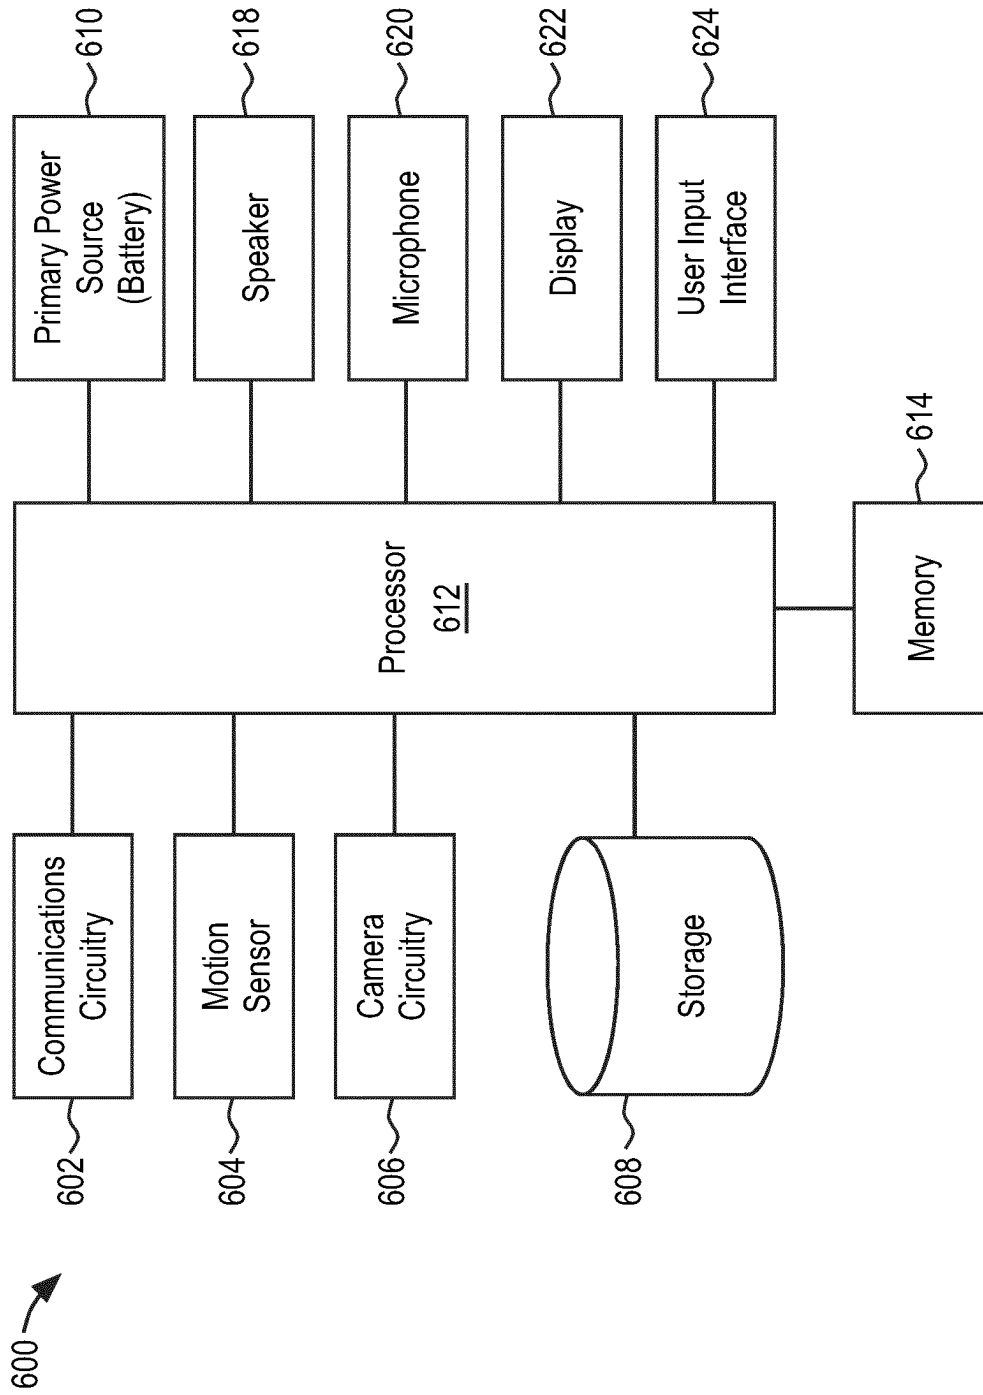 600
602
Communications
Circuitry
604
Motion
Sensor
606
Camera
Circuitry
608
Storage
Processor
612
Memory
614
Primary Power
Source
(Battery)
610
Speaker
618
Microphone
620
Display
622
User Input
Interface
624